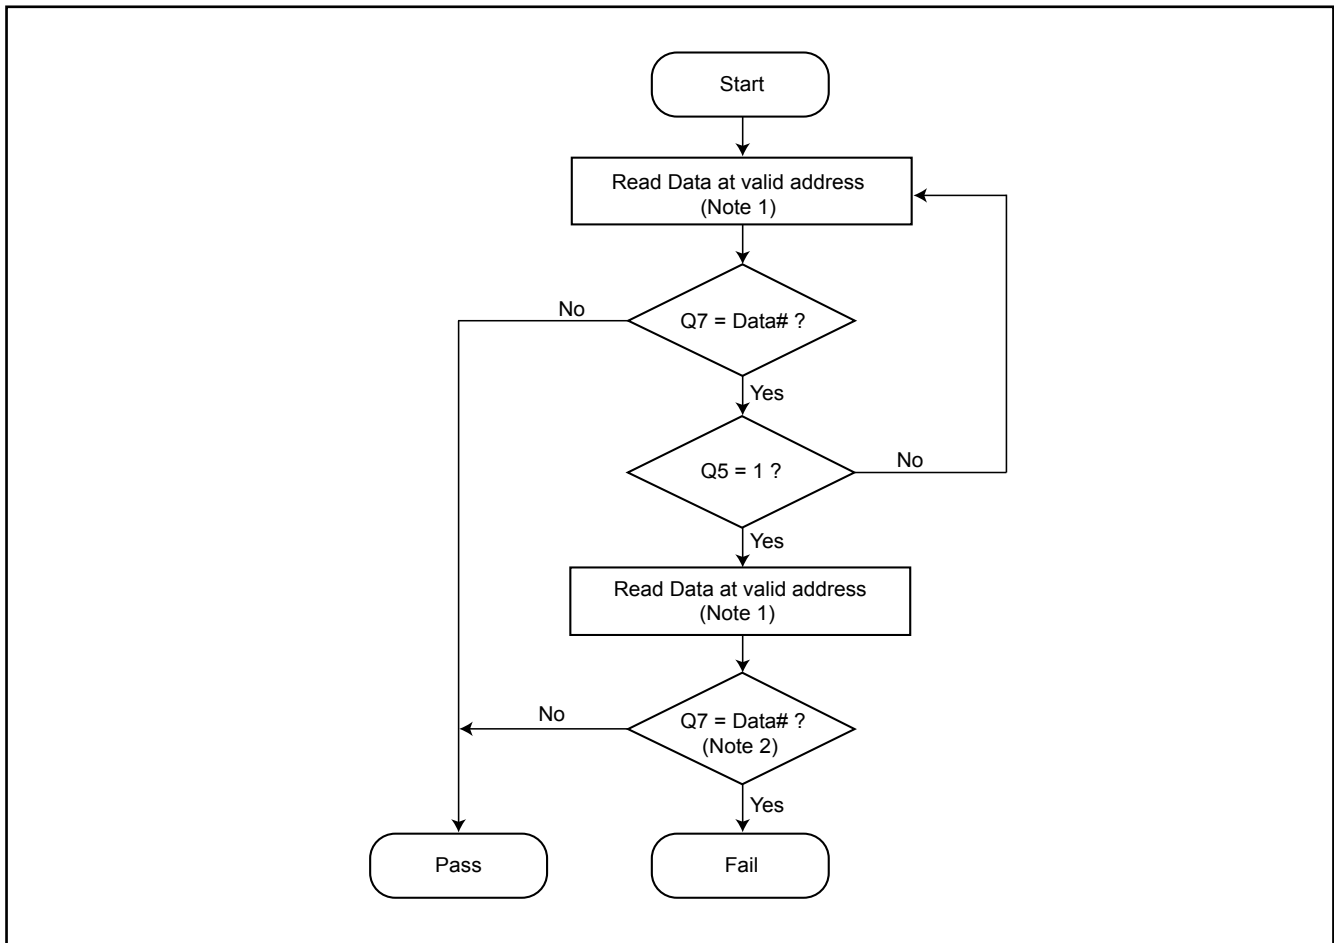 Start
Read Data at valid address
(Note 1)
No
Q7 = Data# ?
Yes
Q5 = 1 ?
No
Yes
Read Data at valid address
(Note 1)
No
Q7 = Data# ?
(Note 2)
Yes
Pass
Fail